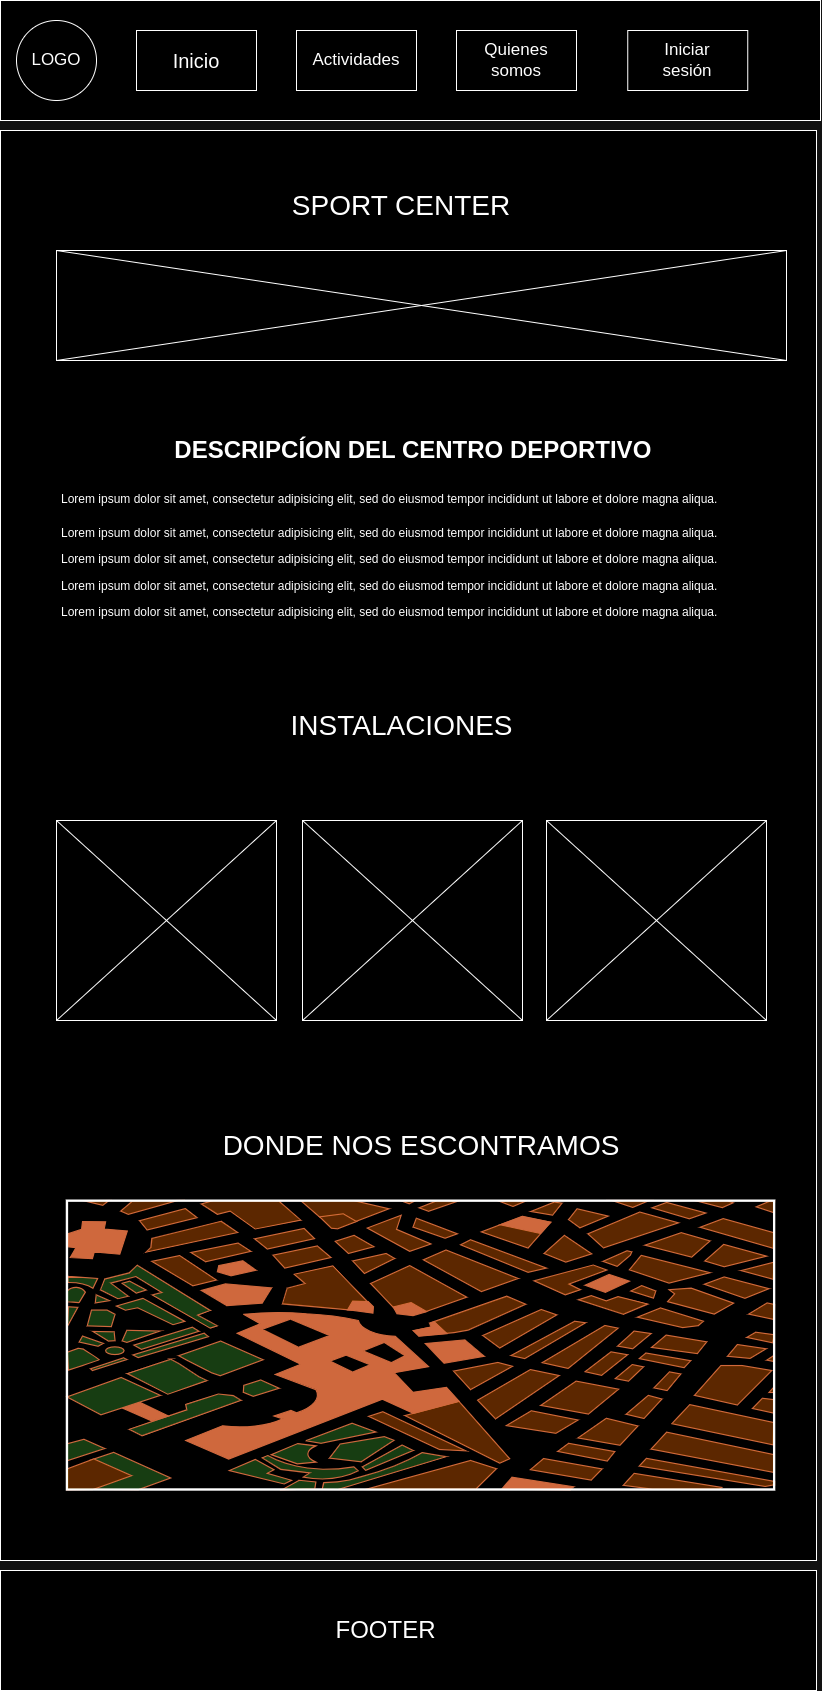 LOGO
Inicio
Actividades
Quienes
somos
Iniciar
sesión
SPORT CENTER
DESCRIPCÍON DEL CENTRO DEPORTIVO
Lorem ipsum dolor sit amet, consectetur adipisicing elit, sed do eiusmod tempor incididunt ut labore et dolore magna aliqua.
Lorem ipsum dolor sit amet, consectetur adipisicing elit, sed do eiusmod tempor incididunt ut labore et dolore magna aliqua.
Lorem ipsum dolor sit amet, consectetur adipisicing elit, sed do eiusmod tempor incididunt ut labore et dolore magna aliqua.
Lorem ipsum dolor sit amet, consectetur adipisicing elit, sed do eiusmod tempor incididunt ut labore et dolore magna aliqua.
Lorem ipsum dolor sit amet, consectetur adipisicing elit, sed do eiusmod tempor incididunt ut labore et dolore magna aliqua.
INSTALACIONES
DONDE NOS ESCONTRAMOS
FOOTER